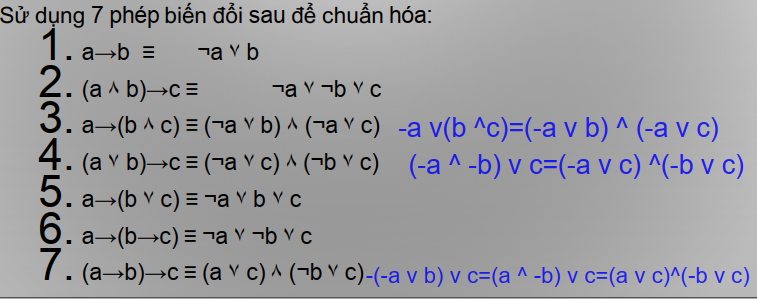 Sử dụng 7 phép biến đổi sau để chuẩn hóa:
1. a→b ≡ ¬a ˅ b
2. (a ˄ b)→c ≡ ¬a ˅ ¬b ˅ c
3. a→(b ˄ c) ≡ (¬a ˅ b) ˄ (¬a ˅ c) -a v(b ^c)=(-a v b) ^ (-a v c)
4. (a ˅ b)→c ≡ (¬a ˅ c) ˄ (¬b ˅ c) (-a ^ -b) v c=(-a v c) ^(-b v c)
5. a→(b ˅ c) ≡ ¬a ˅ b ˅ c
6. a→(b→c) ≡ ¬a ˅ ¬b ˅ c
7. (a→b)→c ≡ (a ˅ c) ˄ (¬b ˅ c)-(-a v b) v c=(a ^ -b) v c=(a v c)^(-b v c)